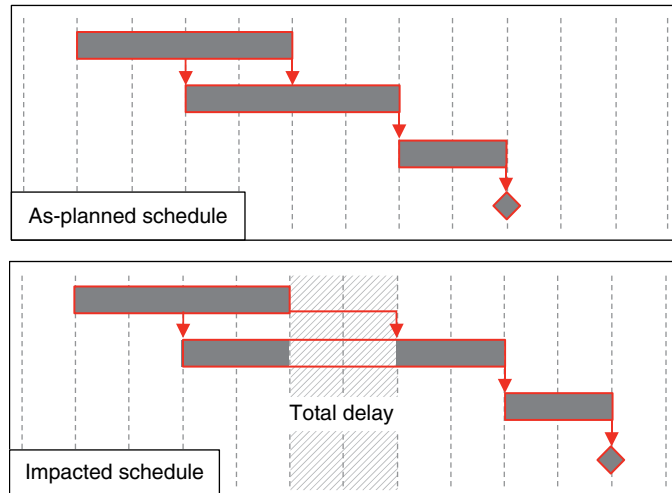 As-planned schedule
Total delay
Impacted schedule